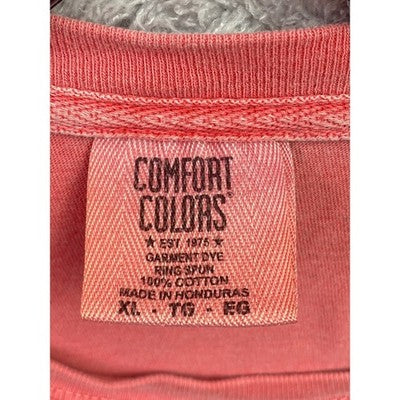 COMFORT
COLORS
★ EST. 1975 ★
GARMENT DYE
RING SPUN
100% COTTON
MADE IN HONDURAS
XL - TG - EG